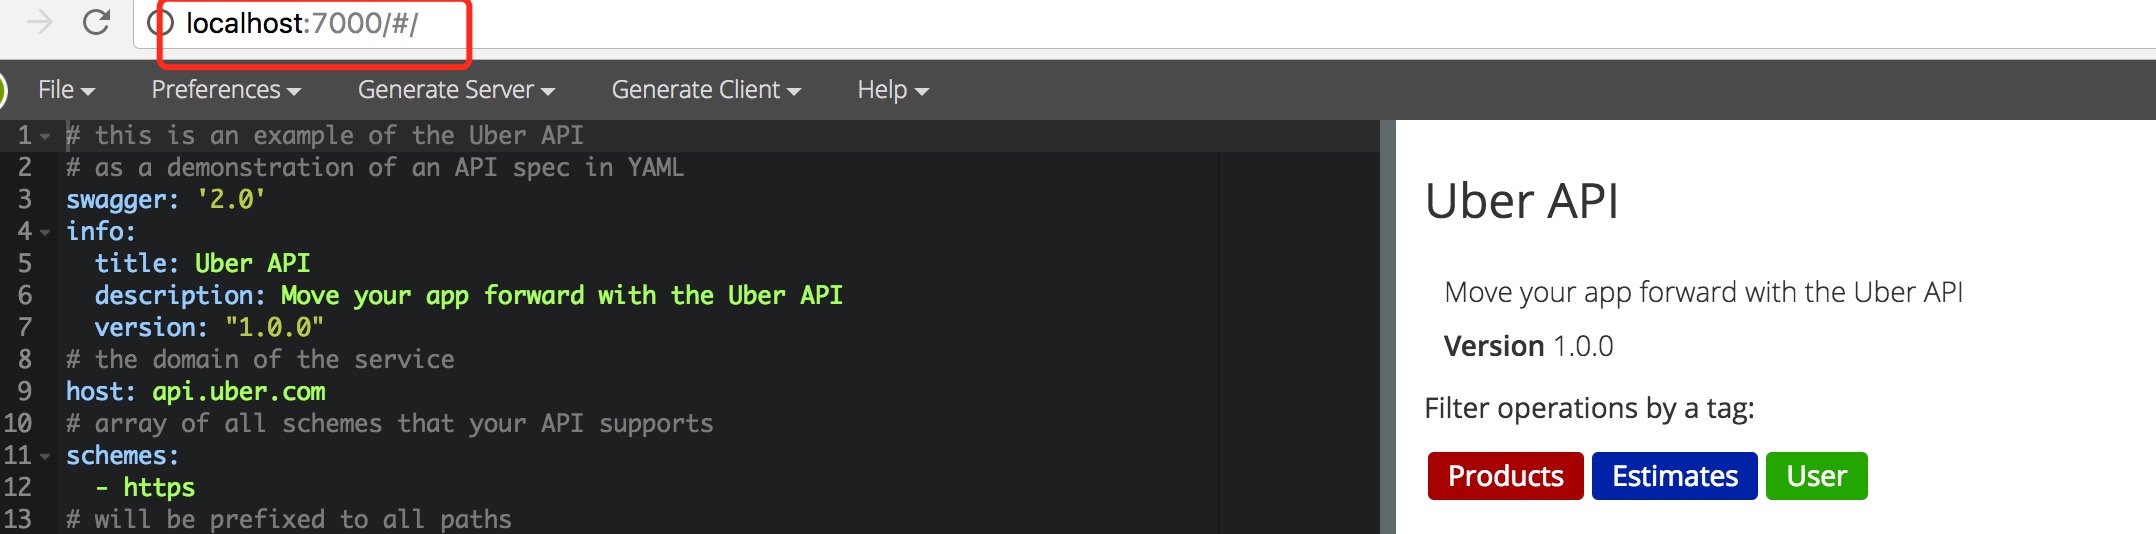 localhost:7000/#/
File Preferences Generate Server Generate Client Help
1 # this is an example of the Uber API
2 # as a demonstration of an API spec in YAML
3 swagger: '2.0'
4 info:
5 title: Uber API
6 description: Move your app forward with the Uber API
7 version: "1.0.0"
8 # the domain of the service
9 host: api.uber.com
10 # array of all schemes that your API supports
11 schemes:
12 - https
13 # will be prefixed to all paths
Uber API
Move your app forward with the Uber API
Version 1.0.0
Filter operations by a tag:
Products Estimates User